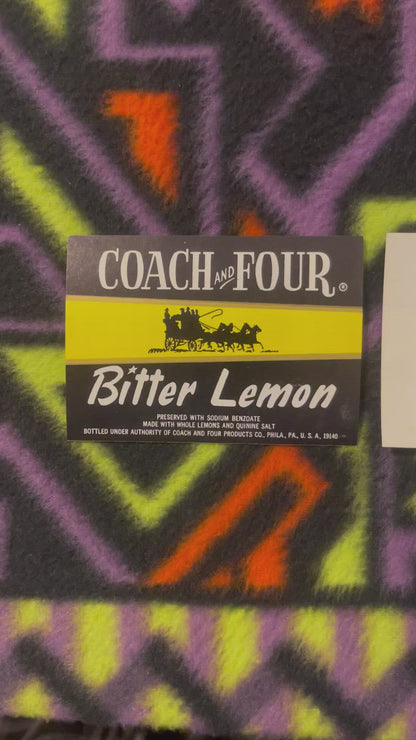 COACH AND FOUR®
Bitter Lemon
PRESERVED WITH SODIUM BENZOATE
MADE WITH WHOLE LEMONS AND QUININE SALT
BOTTLED UNDER AUTHORITY OF COACH AND FOUR PRODUCTS CO., PHILA., PA., U. S. A., 19140